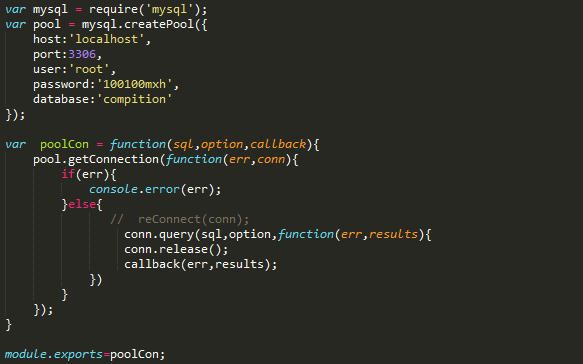 var mysql = require('mysql');
var pool = mysql.createPool({
    host:'localhost',
    port:3306,
    user:'root',
    password:'100100mxh',
    database:'compition'
});

var  poolCon = function(sql,option,callback){
    pool.getConnection(function(err,conn){
        if(err){
            console.error(err);
        }else{
               //  reConnect(conn);
                 conn.query(sql,option,function(err,results){
                 conn.release();
                 callback(err,results);
            })
        }
    });
}

module.exports=poolCon;